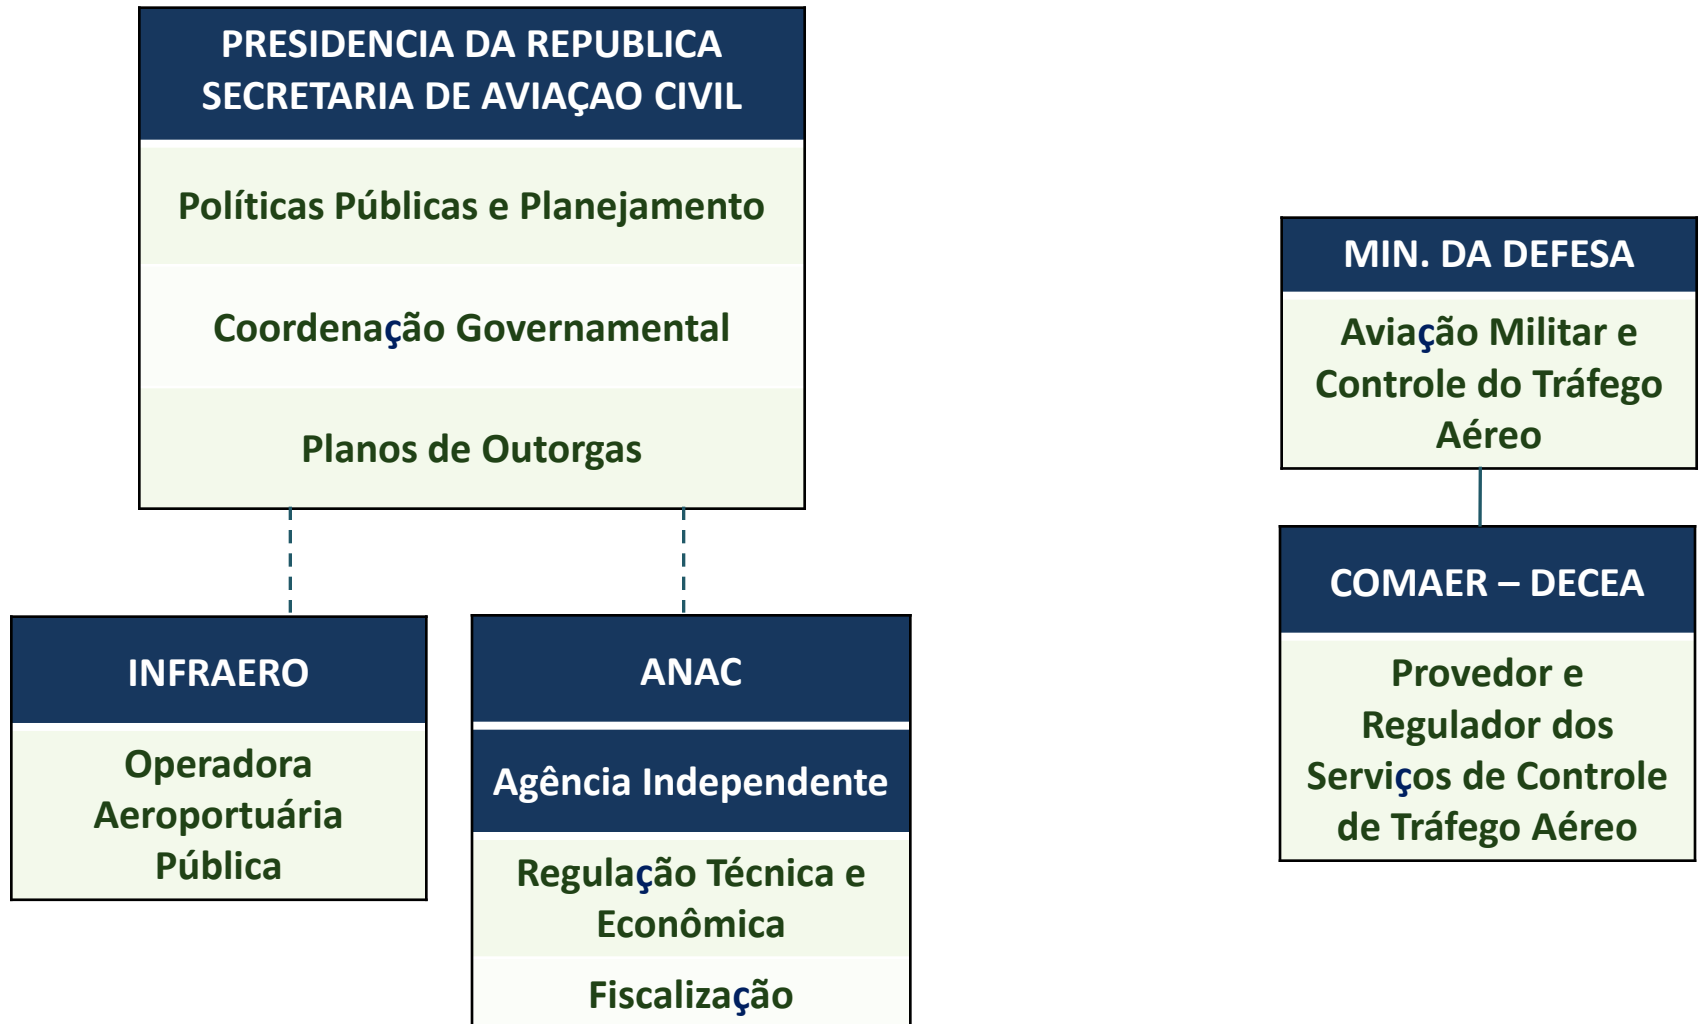 PRESIDENCIA DA REPUBLICA
SECRETARIA DE AVIAÇAO CIVIL
Políticas Públicas e Planejamento
Coordenação Governamental
Planos de Outorgas
MIN. DA DEFESA
Aviação Militar e
Controle do Tráfego
Aéreo
INFRAERO
Operadora
Aeroportuária
Pública
ANAC
Agência Independente
Regulação Técnica e
Econômica
Fiscalização
COMAER – DECEA
Provedor e
Regulador dos
Serviços de Controle
de Tráfego Aéreo